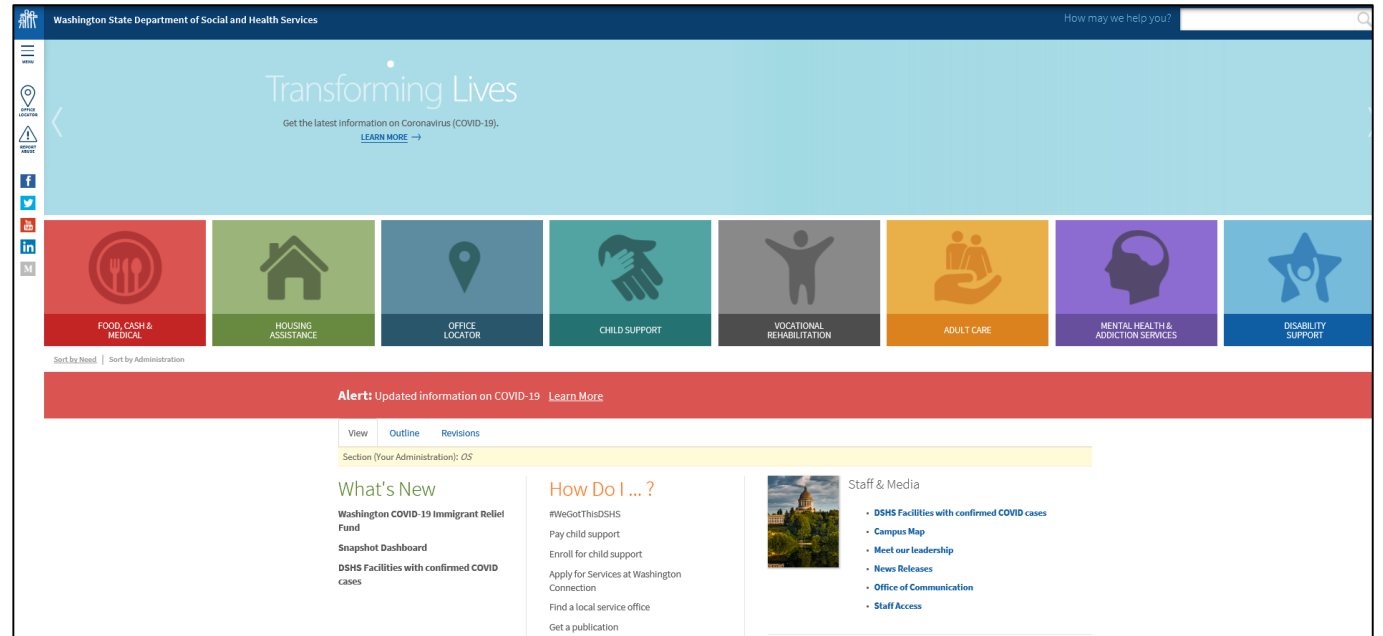 Washington State Department of Social and Health Services
How may we help you?
MENU
OFFICE
LOCATOR
REPORT
ABUSE
Transforming Lives
Get the latest information on Coronavirus (COVID-19).
LEARN MORE →
FOOD, CASH &
MEDICAL
HOUSING
ASSISTANCE
OFFICE
LOCATOR
CHILD SUPPORT
VOCATIONAL
REHABILITATION
ADULT CARE
MENTAL HEALTH &
ADDICTION SERVICES
DISABILITY
SUPPORT
Sort by Need | Sort by Administration
Alert: Updated information on COVID-19 Learn More
View Outline Revisions
Section (Your Administration): OS
What's New
Washington COVID-19 Immigrant Relief
Fund
Snapshot Dashboard
DSHS Facilities with confirmed COVID
cases
How Do I ... ?
#WeGotThisDSHS
Pay child support
Enroll for child support
Apply for Services at Washington
Connection
Find a local service office
Get a publication
Staff & Media
• DSHS Facilities with confirmed COVID cases
• Campus Map
• Meet our leadership
• News Releases
• Office of Communication
• Staff Access
f
You
in
M